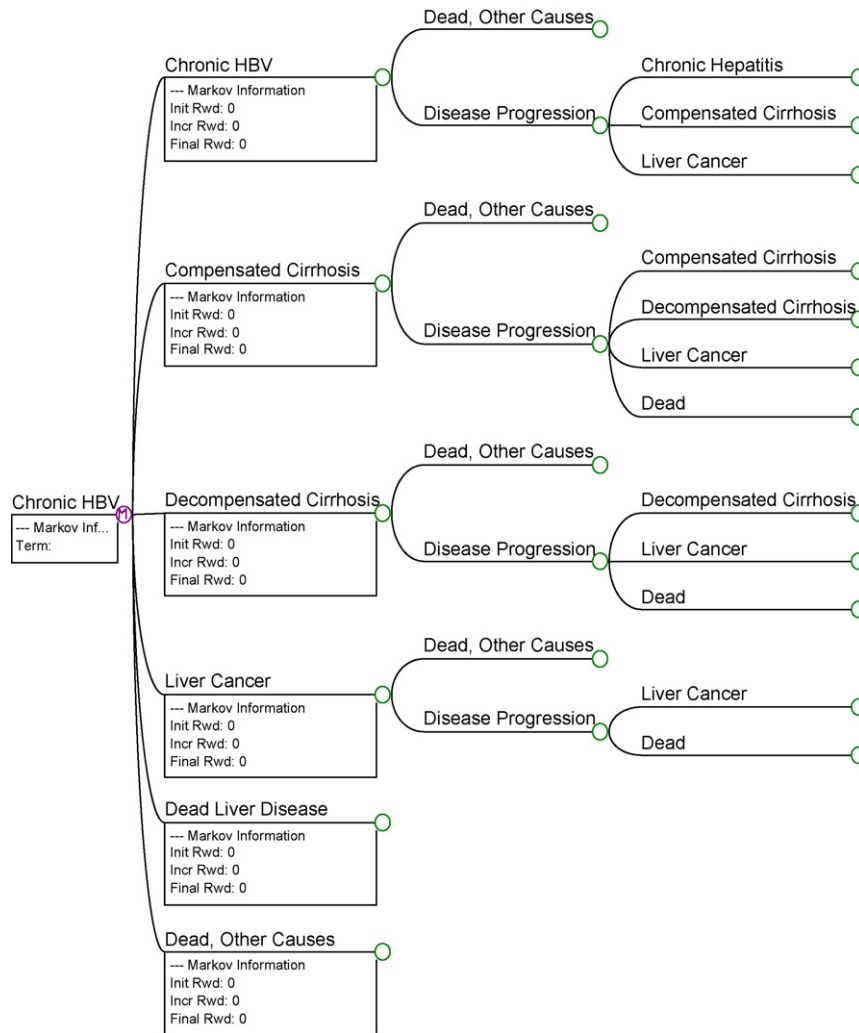 Dead, Other Causes
Chronic HBV
--- Markov Information
Init Rwd: 0
Incr Rwd: 0
Final Rwd: 0
Disease Progression
Chronic Hepatitis
Compensated Cirrhosis
Liver Cancer
Dead, Other Causes
Compensated Cirrhosis
--- Markov Information
Init Rwd: 0
Incr Rwd: 0
Final Rwd: 0
Disease Progression
Compensated Cirrhosis
Decompensated Cirrhosis
Liver Cancer
Dead
Chronic HBV
M
--- Markov Inf...
Term:
Dead, Other Causes
Decompensated Cirrhosis
--- Markov Information
Init Rwd: 0
Incr Rwd: 0
Final Rwd: 0
Disease Progression
Decompensated Cirrhosis
Liver Cancer
Dead
Dead, Other Causes
Liver Cancer
--- Markov Information
Init Rwd: 0
Incr Rwd: 0
Final Rwd: 0
Disease Progression
Liver Cancer
Dead
Dead Liver Disease
--- Markov Information
Init Rwd: 0
Incr Rwd: 0
Final Rwd: 0
Dead, Other Causes
--- Markov Information
Init Rwd: 0
Incr Rwd: 0
Final Rwd: 0